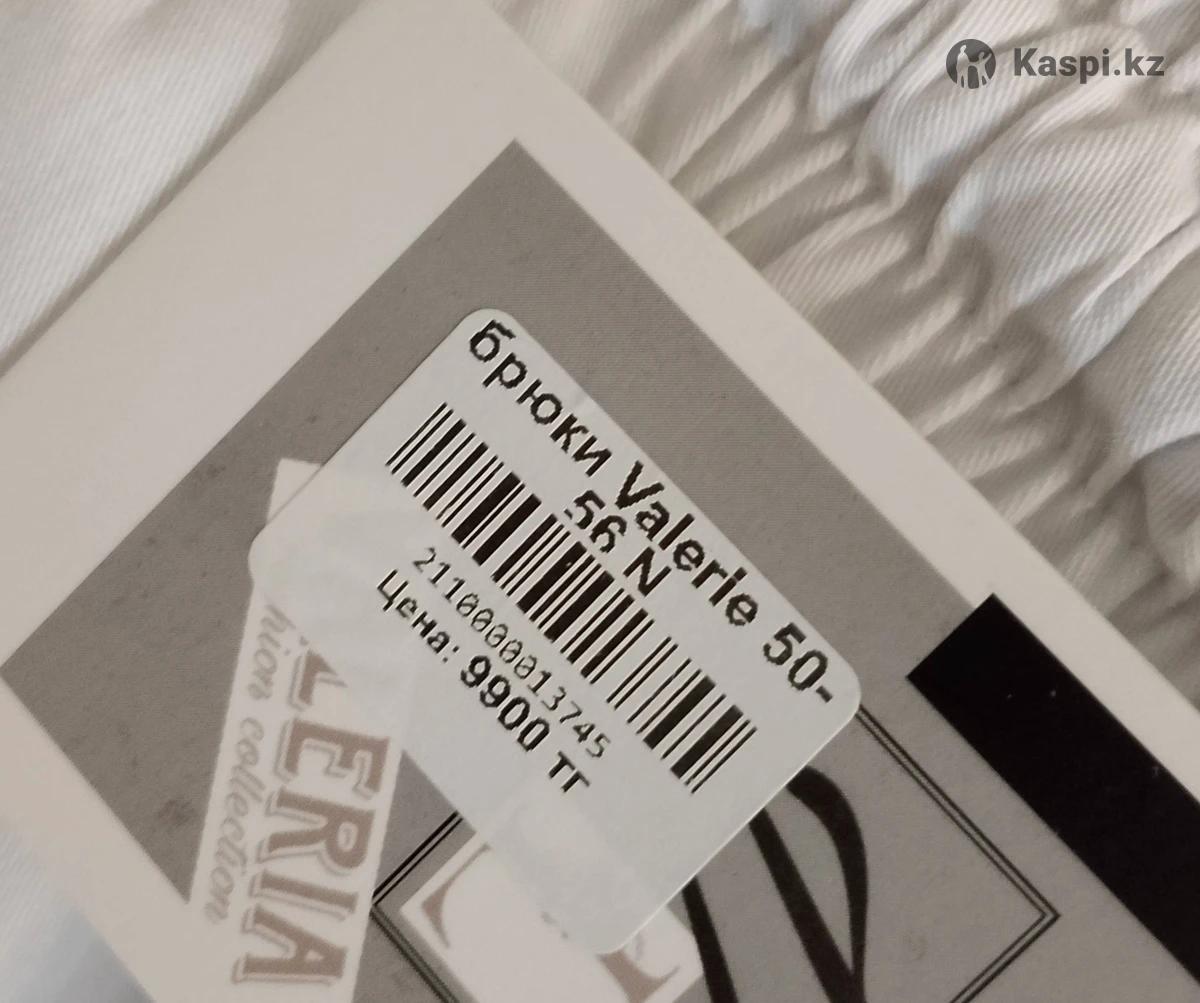 Kaspi.kz
брюки Valerie 50-
56 N
2110000013745
Цена: 9900 тг
ERIA
collection